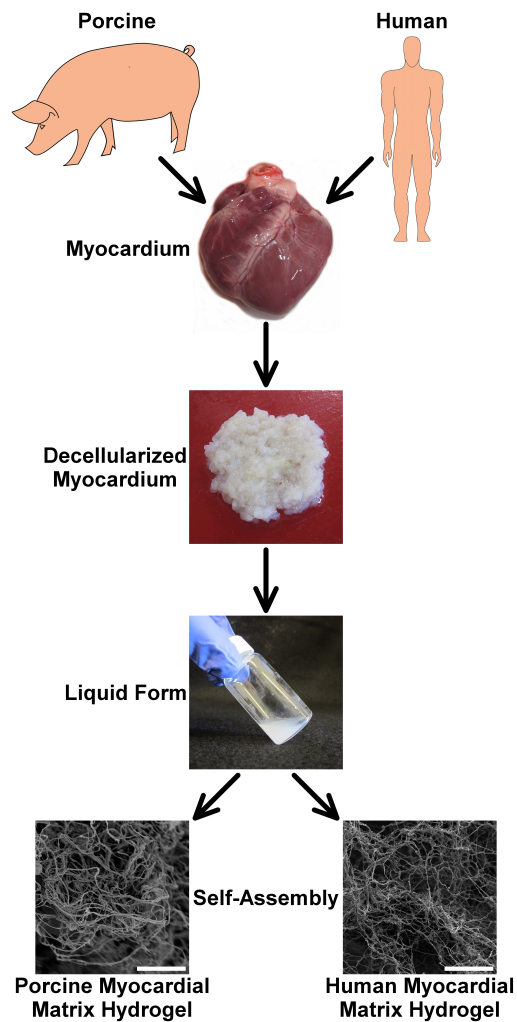 Porcine
Human
Myocardium
Decellularized
Myocardium
Liquid Form
Self-Assembly
Porcine Myocardial
Matrix Hydrogel
Human Myocardial
Matrix Hydrogel